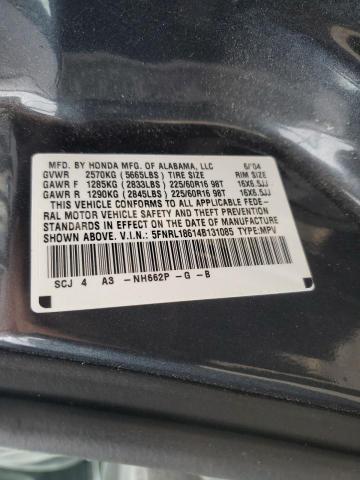 MFD. BY HONDA MFG. OF ALABAMA, LLC 6/04
GVWR 2570KG (5665LBS) TIRE SIZE RIM SIZE
GAWR F 1285KG (2833LBS) 225/60R16 98T 16X6.5JJ
GAWR R 1290KG (2845LBS) 225/60R16 98T 16X6.5JJ
THIS VEHICLE CONFORMS TO ALL APPLICABLE FEDE-
RAL MOTOR VEHICLE SAFETY AND THEFT PREVENTION
STANDARDS IN EFFECT ON THE DATE OF MANUFACTURE
SHOWN ABOVE. V.I.N.: 5FNRL18614B131085 TYPE:MPV
SCJ 4 A3 -NH662P -G -B